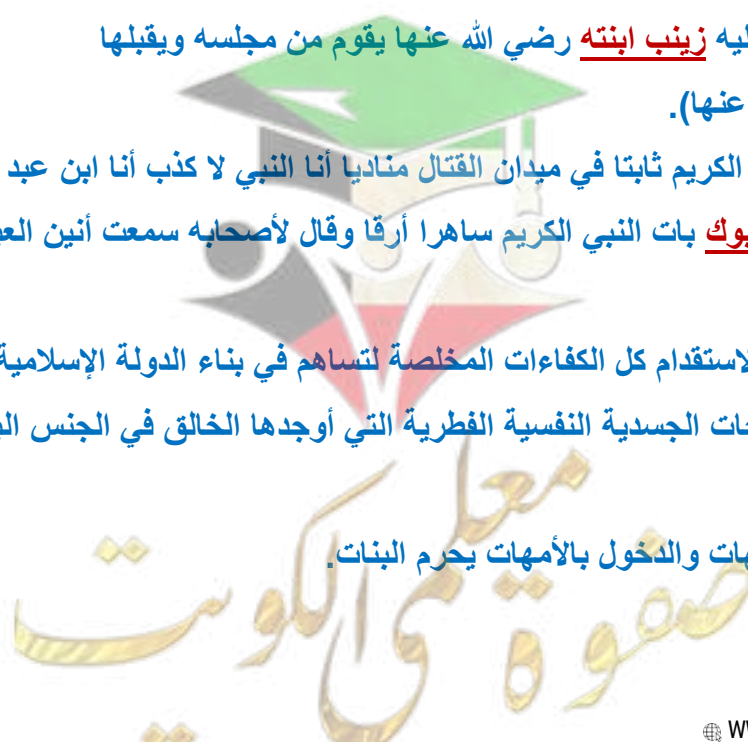 ليه زينب ابنته رضي الله عنها يقوم من مجلسه ويقبلها
عنها).
الكريم ثابتا في ميدان القتال مناديا أنا النبي لا كذب أنا ابن عبد
بوك بات النبي الكريم ساهرا أرقا وقال لأصحابه سمعت أنين الع
لاستقدام كل الكفاءات المخلصة لتساهم في بناء الدولة الإسلامية
الجسدية النفسية الفطرية التي أوجدها الخالق في الجنس
هات والدخول بالأمهات يحرم البنات.
صفوة معلمي الكويت
W